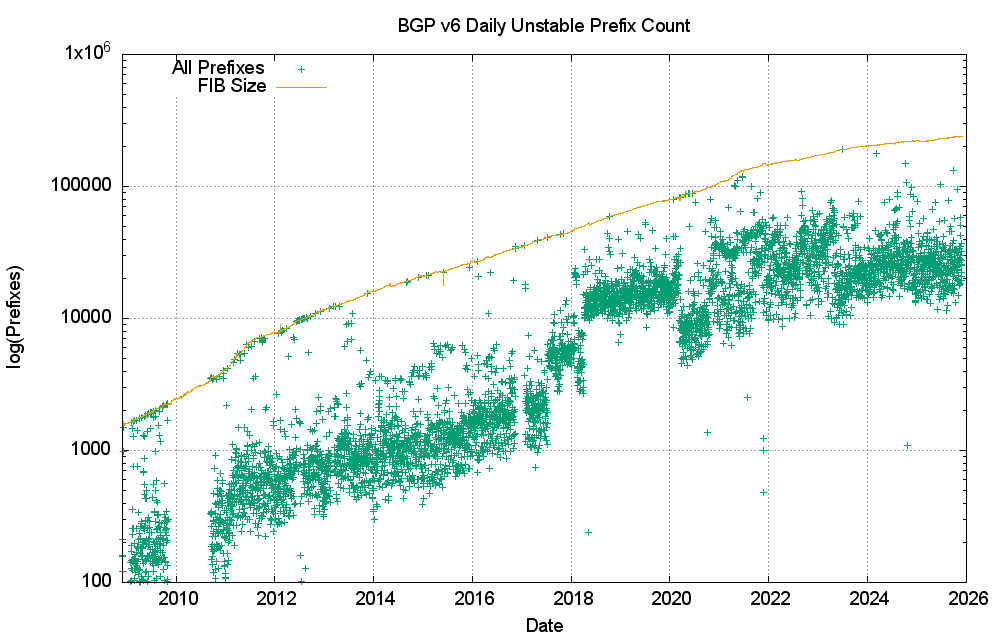 BGP v6 Daily Unstable Prefix Count
1x10^6
All Prefixes
FIB Size
100000
10000
1000
100
log(Prefixes)
2010 2012 2014 2016 2018 2020 2022 2024 2026
Date